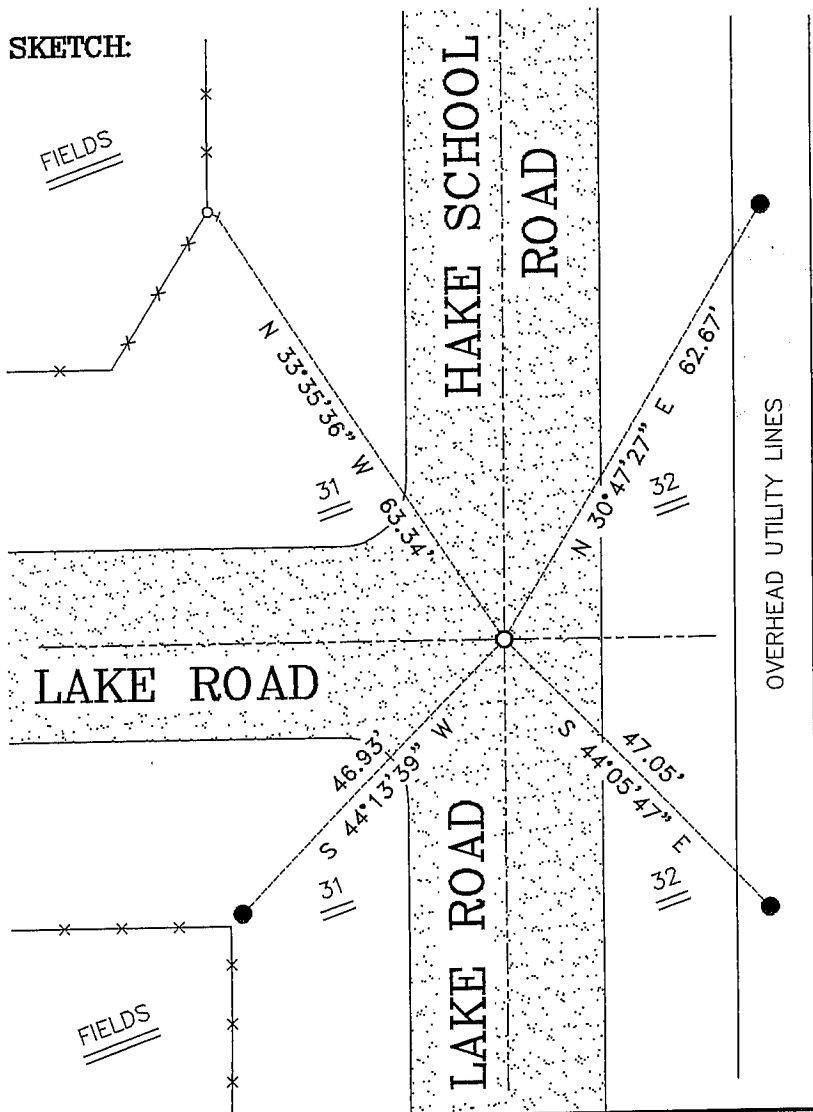 SKETCH:
FIELDS
HAKE SCHOOL
ROAD
N 33°35'36" W 63.34'
N 30°47'27" E 62.67'
31
32
OVERHEAD UTILITY LINES
LAKE ROAD
46.93'
S 44°13'39" W
47.05'
S 44°05'47" E
31
32
LAKE ROAD
FIELDS